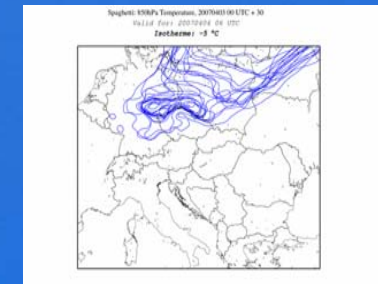 Spaghetti: 850hPa Temperature, 20070403 00 UTC + 30
Valid for: 20070404 06 UTC
Isotherme: -5 °C